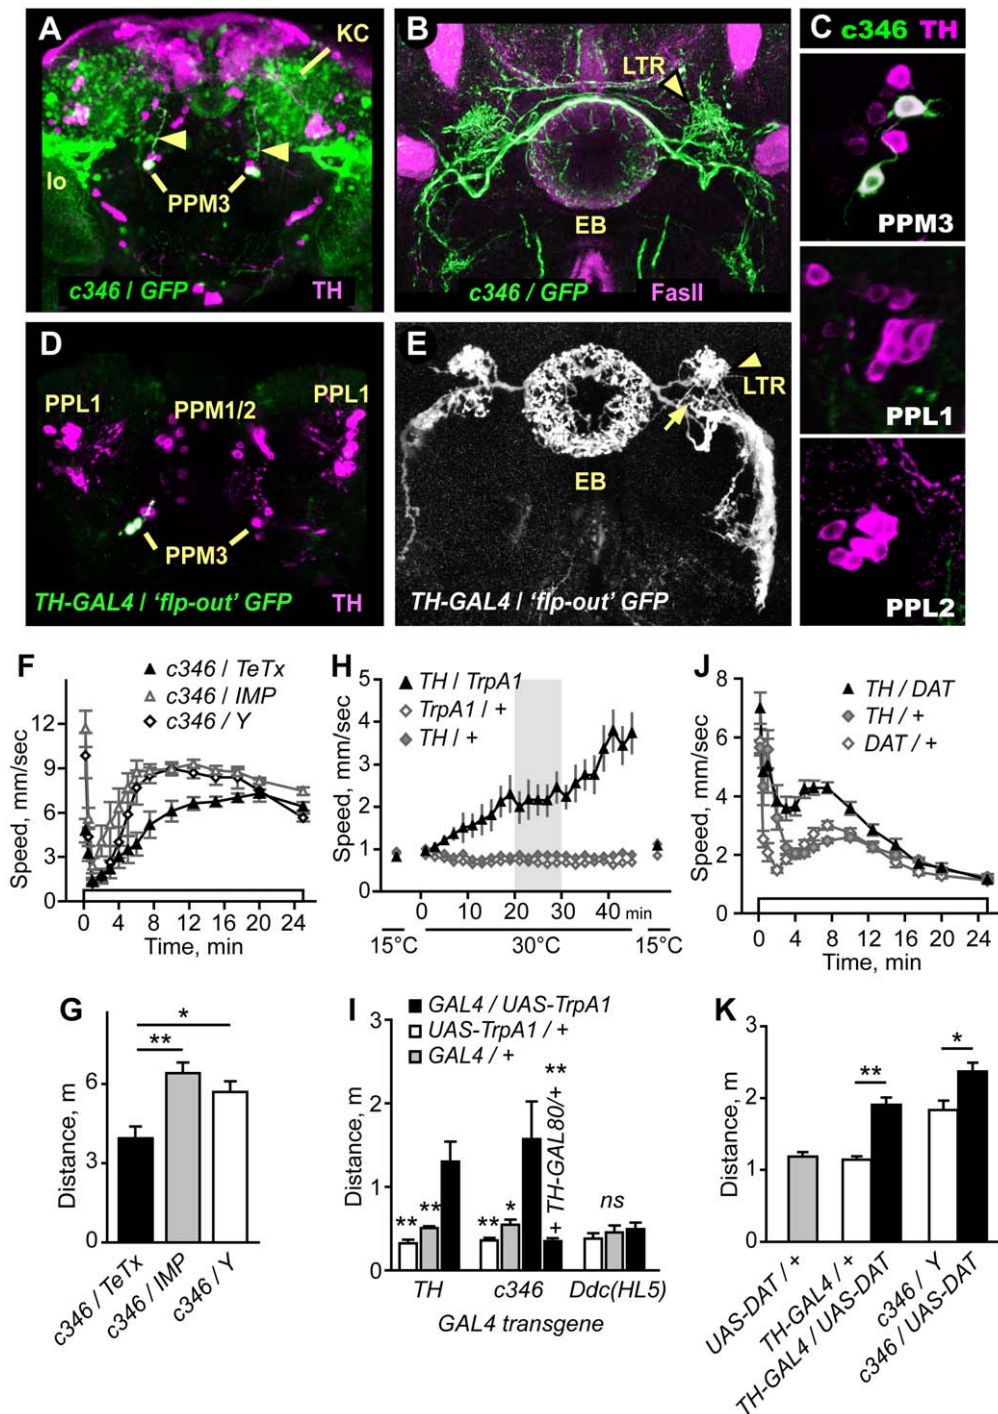 A
KC
lo
PPM3
c346 / GFP
TH
B
LTR
EB
c346 / GFP
FasII
C
c346 TH
PPM3
PPL1
PPL2
D
PPL1
PPM1/2
PPL1
PPM3
TH-GAL4 / 'flp-out' GFP
TH
E
LTR
EB
TH-GAL4 / 'flp-out' GFP
F
c346 / TeTx
c346 / IMP
c346 / Y
Speed, mm/sec
12
9
6
3
0
4
8
12
16
20
24
Time, min
H
TH / TrpA1
TrpA1 / +
TH / +
Speed, mm/sec
5
4
3
2
1
0
0
10
20
30
40
min
15°C
30°C
15°C
J
TH / DAT
TH / +
DAT / +
Speed, mm/sec
8
6
4
2
0
0
4
8
12
16
20
24
Time, min
G
*
**
Distance, m
6
3
0
c346 / TeTx
c346 / IMP
c346 / Y
I
GAL4 / UAS-TrpA1
UAS-TrpA1 / +
GAL4 / +
Distance, m
3
2
1
0
**
**
**
*
+ TH-GAL80/+ **
ns
TH
c346
Ddc(HL5)
GAL4 transgene
K
**
*
Distance, m
3
2
1
0
UAS-DAT / +
TH-GAL4 / +
TH-GAL4 / UAS-DAT
c346 / Y
c346 / UAS-DAT